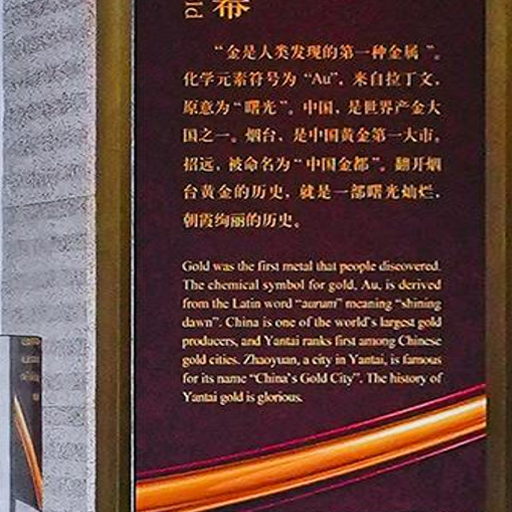 幕
ld
“金是人类发现的第一种金属 ”。
化学元素符号为 “Au”，来自拉丁文，
原意为“ 曙光”。中国，是世界产金大
国之一。烟台，是中国黄金第一大市。
招远，被命名为“ 中国金都”。翻开烟
台黄金的历史，就是一部曙光灿烂，
朝霞绚丽的历史。
Gold was the first metal that people discovered.
The chemical symbol for gold, Au, is derived
from the Latin word “aurum” meaning “shining
dawn”. China is one of the world’s largest gold
producers, and Yantai ranks first among Chinese
gold cities. Zhaoyuan, a city in Yantai, is famous
for its name “China’s Gold City”. The history of
Yantai gold is glorious.